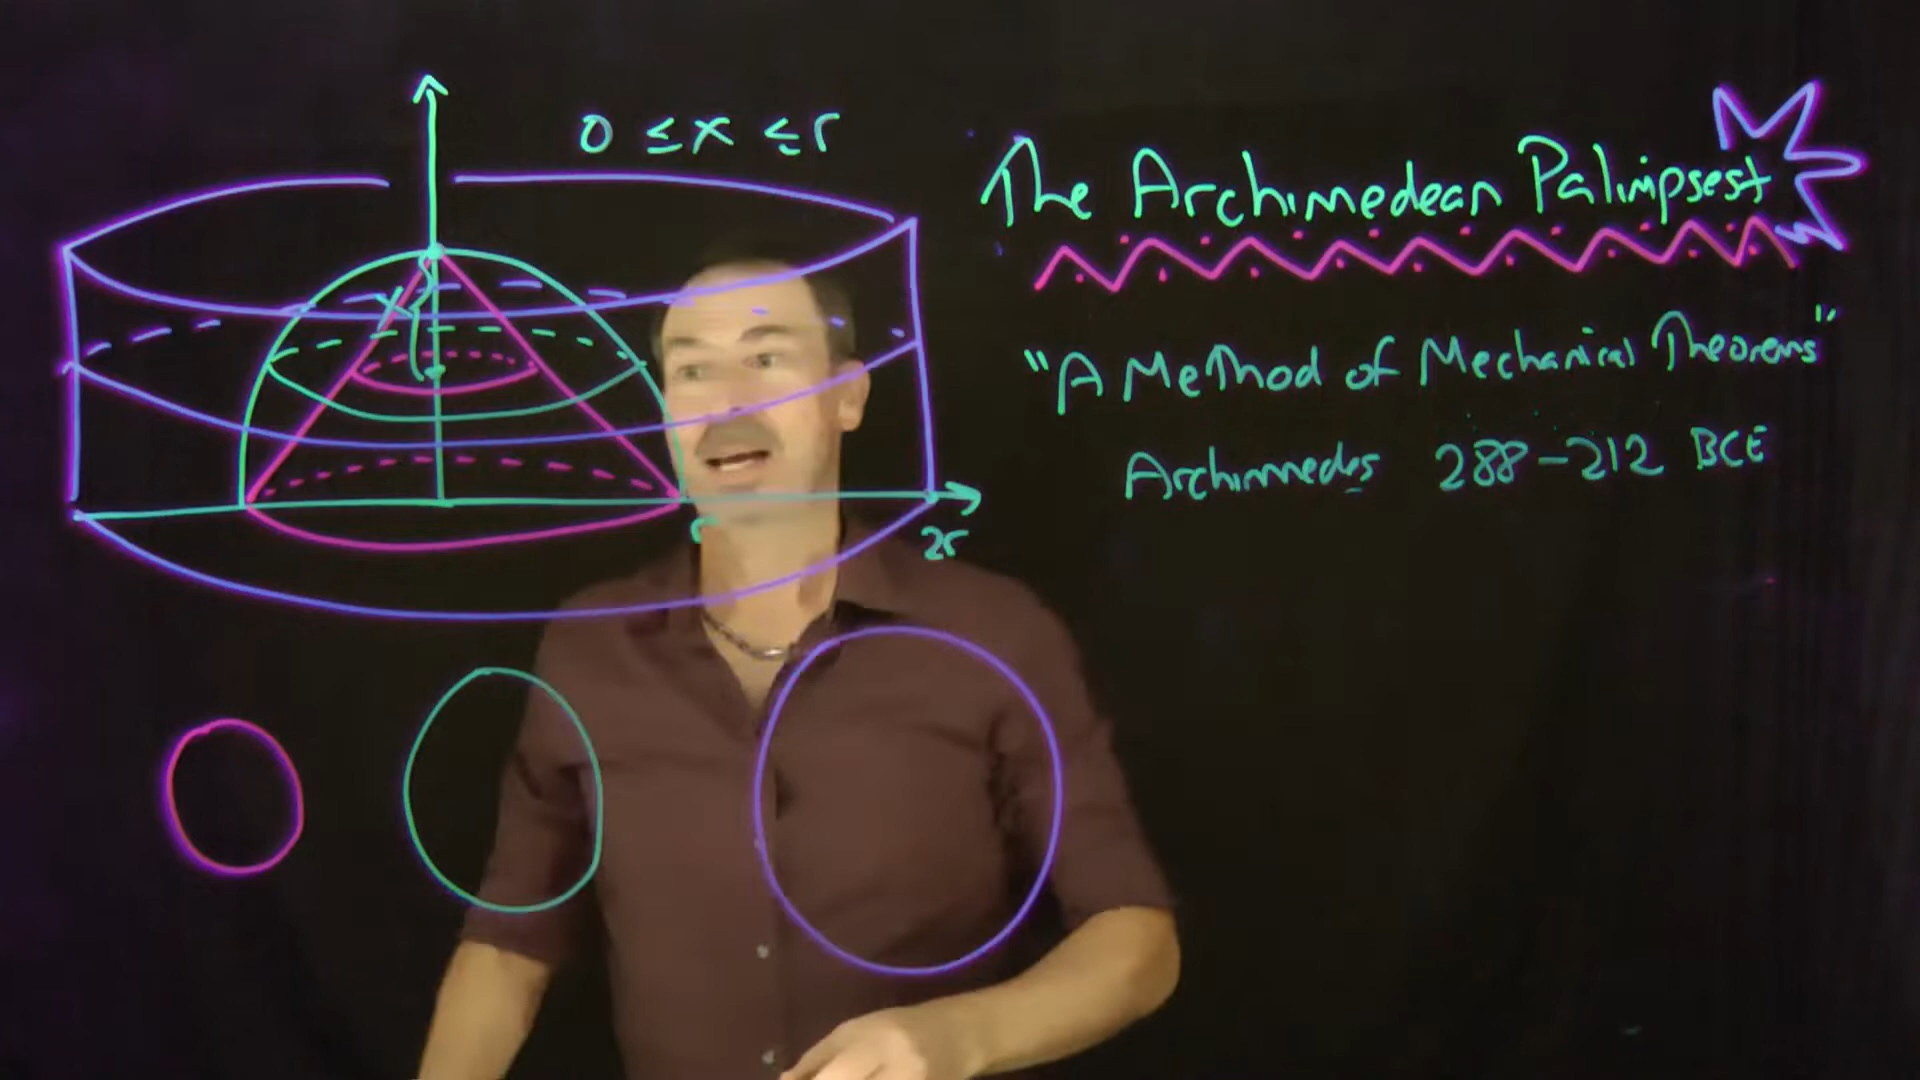 0 ≤ x ≤ r
The Archimedean Palimpsest
x
"A Method of Mechanical Theorems"
Archimedes 288-212 BCE
r
2r